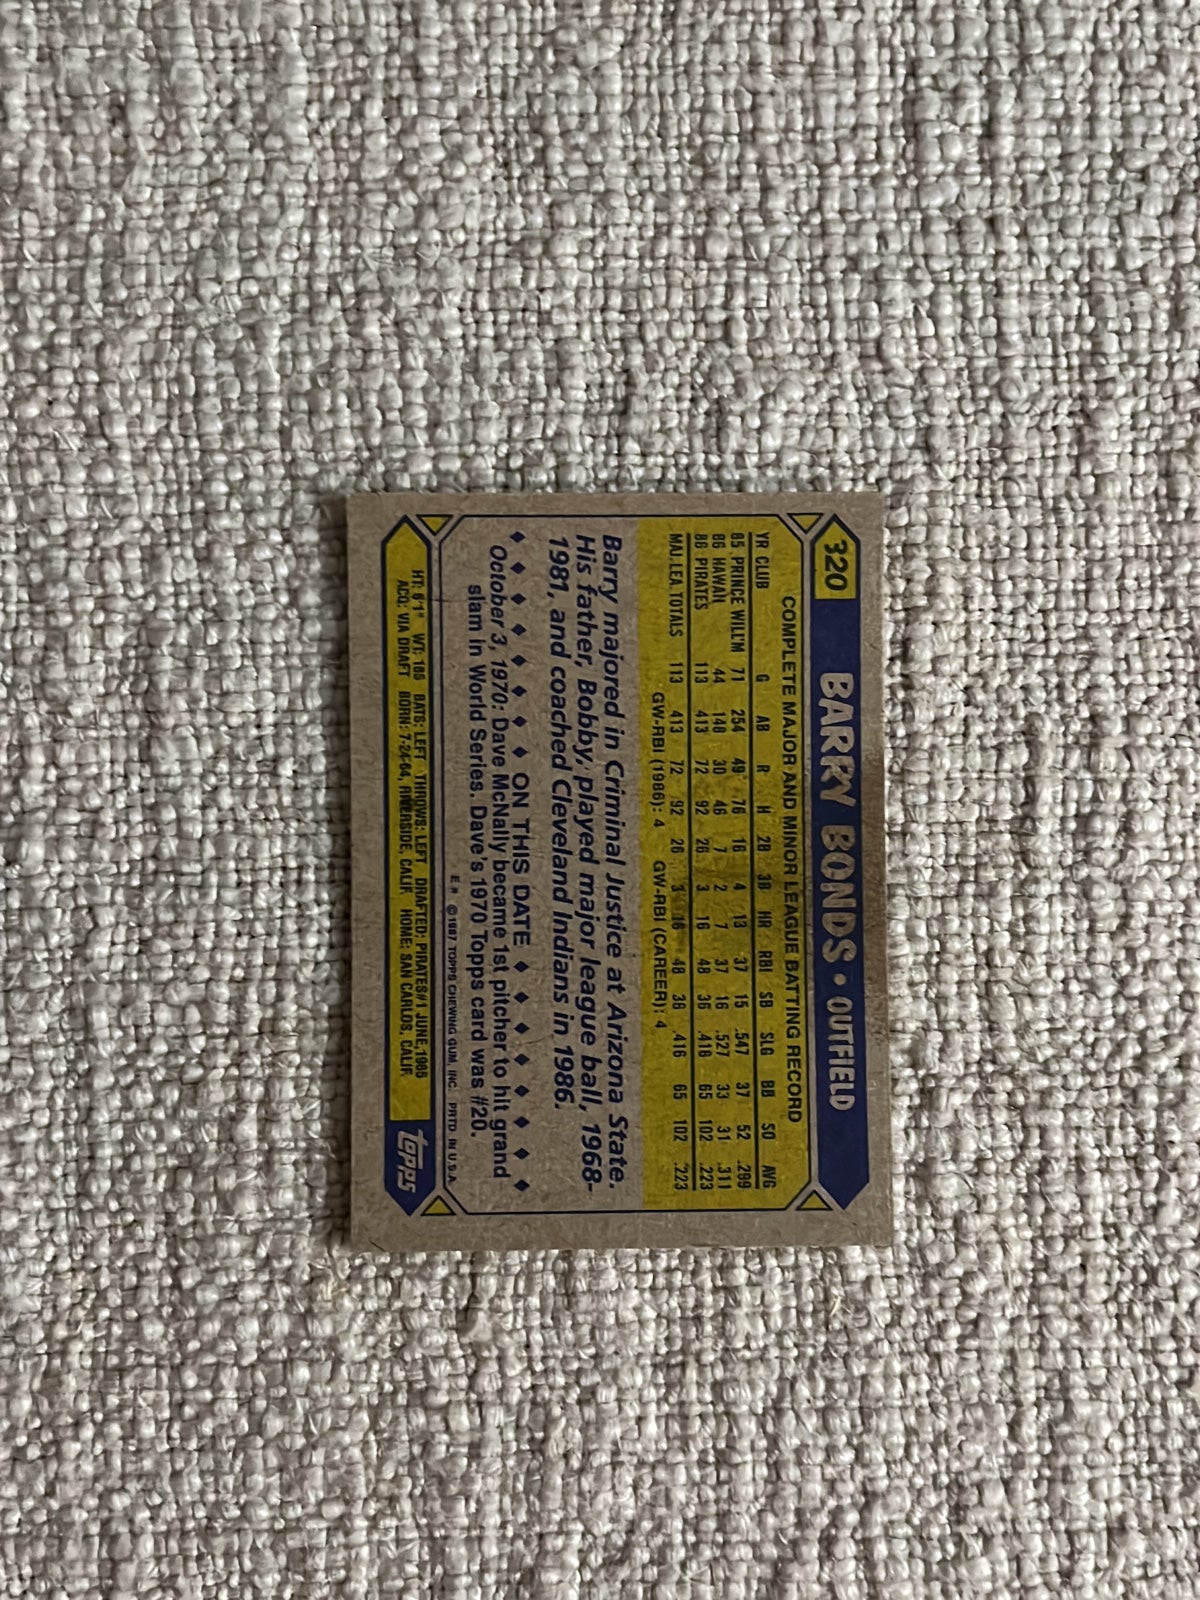 320 BARRY BONDS • OUTFIELD
COMPLETE MAJOR AND MINOR LEAGUE BATTING RECORD
YR CLUB G AB R H 2B 3B HR RBI SB SLG BB SO AVG
85 PRINCE WILL'M 71 254 49 76 16 4 13 37 15 .547 37 52 .299
86 HAWAII 44 148 30 46 7 2 7 37 16 .527 33 31 .311
86 PIRATES 113 413 72 92 26 3 16 48 36 .416 65 102 .223
MAJ. LEA. TOTALS 113 413 72 92 26 3 16 48 36 .416 65 102 .223
GW-RBI (1986): 4 GW-RBI (CAREER): 4
Barry majored in Criminal Justice at Arizona State.
His father, Bobby, played major league ball, 1968-
1981, and coached Cleveland Indians in 1986.
ON THIS DATE
October 3, 1970: Dave McNally became 1st pitcher to hit grand
slam in World Series. Dave's 1970 Topps card was #20.
© 1987 TOPPS CHEWING GUM, INC. PRTD. IN U.S.A.
HT: 6'1" WT: 185 BATS: LEFT THROWS: LEFT DRAFTED: PIRATES#1 JUNE, 1985
ACQ: VIA DRAFT BORN: 7-24-64, RIVERSIDE, CALIF. HOME: SAN CARLOS, CALIF.
topps